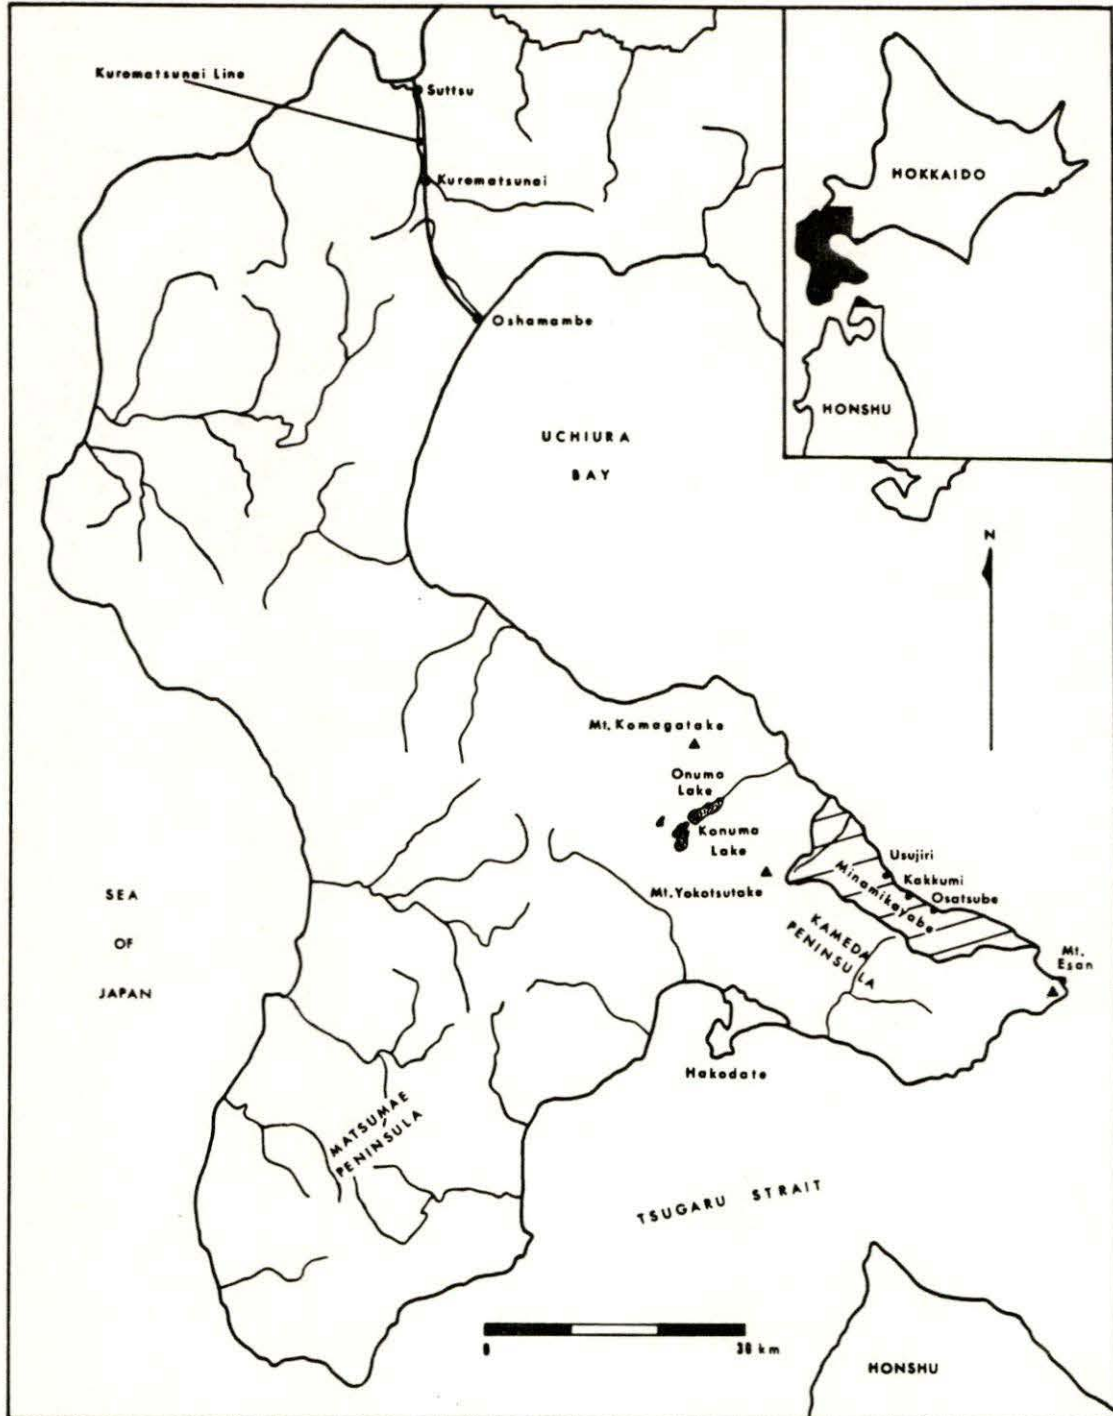 Kuromatsunai Line
Suttsu
Kuromatsunai
Oshamambe
HOKKAIDO
HONSHU
UCHIURA
BAY
N
Mt. Komagatake
Onuma
Lake
Konuma
Lake
Mt. Yokotsutake
Usujiri
Kakkumi
Osatsube
Minamikayabe
KAMEDA
PENINSULA
Mt.
Esan
SEA
OF
JAPAN
Hakodate
MATSUMAE
PENINSULA
TSUGARU STRAIT
0
30 km
HONSHU